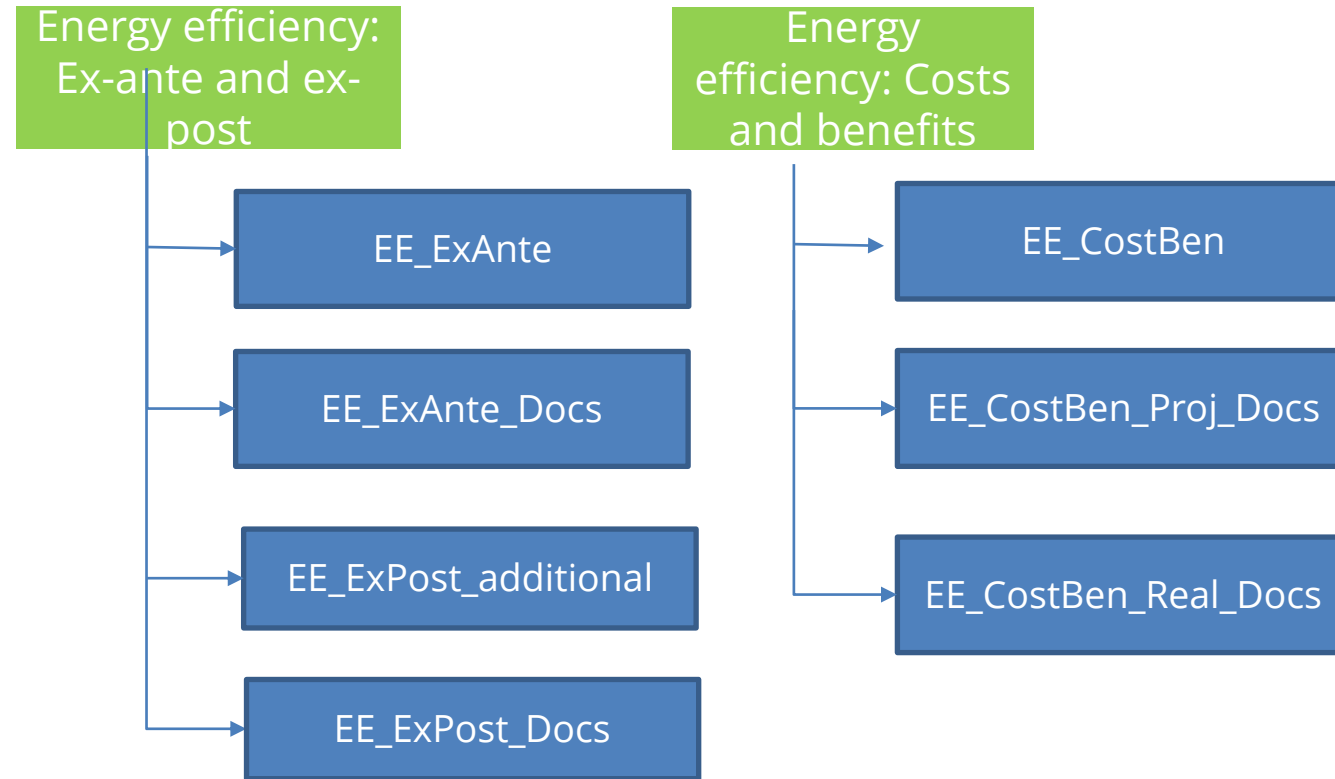 Energy efficiency:
Ex-ante and ex-
post
EE_ExAnte
EE_ExAnte_Docs
EE_ExPost_additional
EE_ExPost_Docs
Energy
efficiency: Costs
and benefits
EE_CostBen
EE_CostBen_Proj_Docs
EE_CostBen_Real_Docs